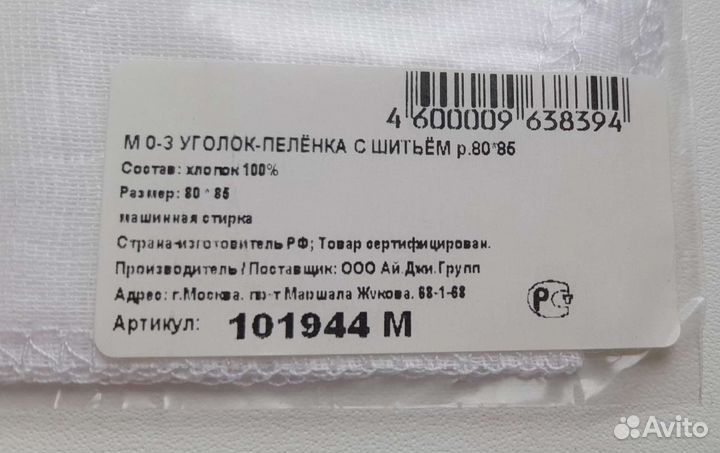 4 600009 638394
М 0-3 УГОЛОК-ПЕЛЁНКА С ШИТЬЁМ р.80*85
Состав: хлопок 100%
Размер: 80 * 85
машинная стирка
Страна-изготовитель РФ; Товар сертифицирован.
Производитель / Поставщик: ООО Ай.Джи.Групп
Адрес: г.Москва. пр-т Маршала Жукова. 68-1-68
Артикул: 101944 М
РСТ
Avito